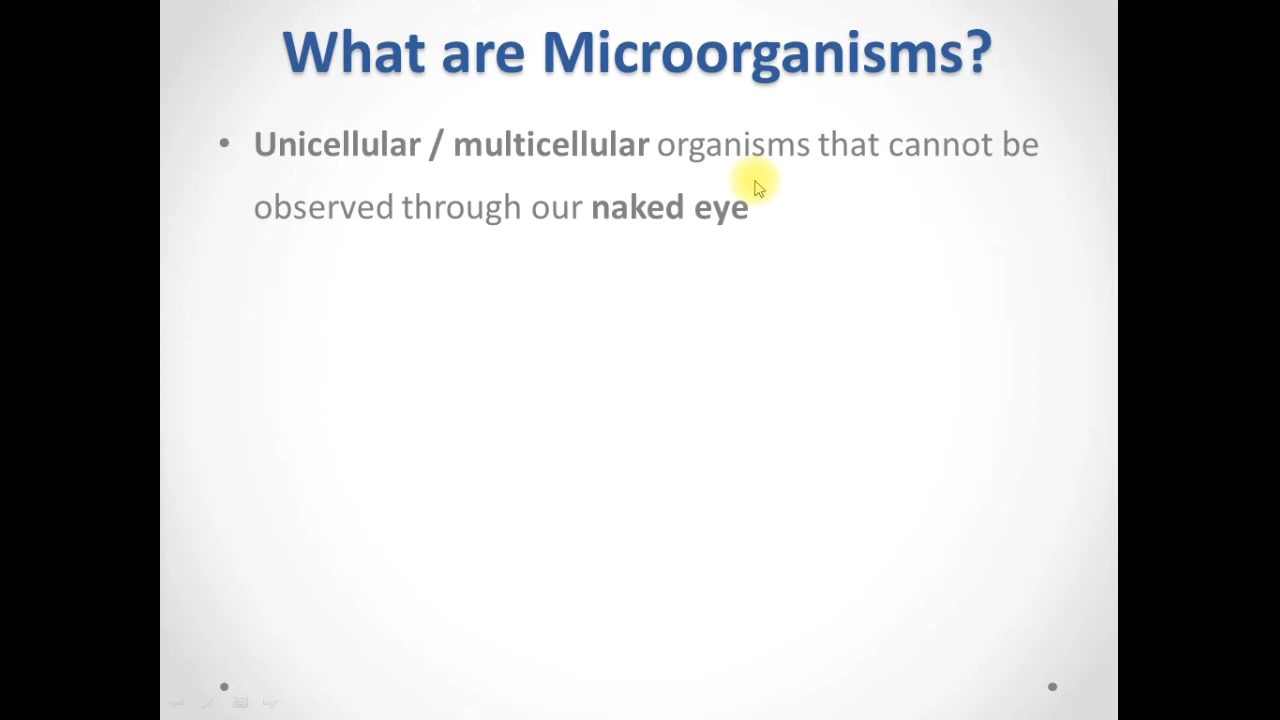 What are Microorganisms?
• Unicellular / multicellular organisms that cannot be
observed through our naked eye